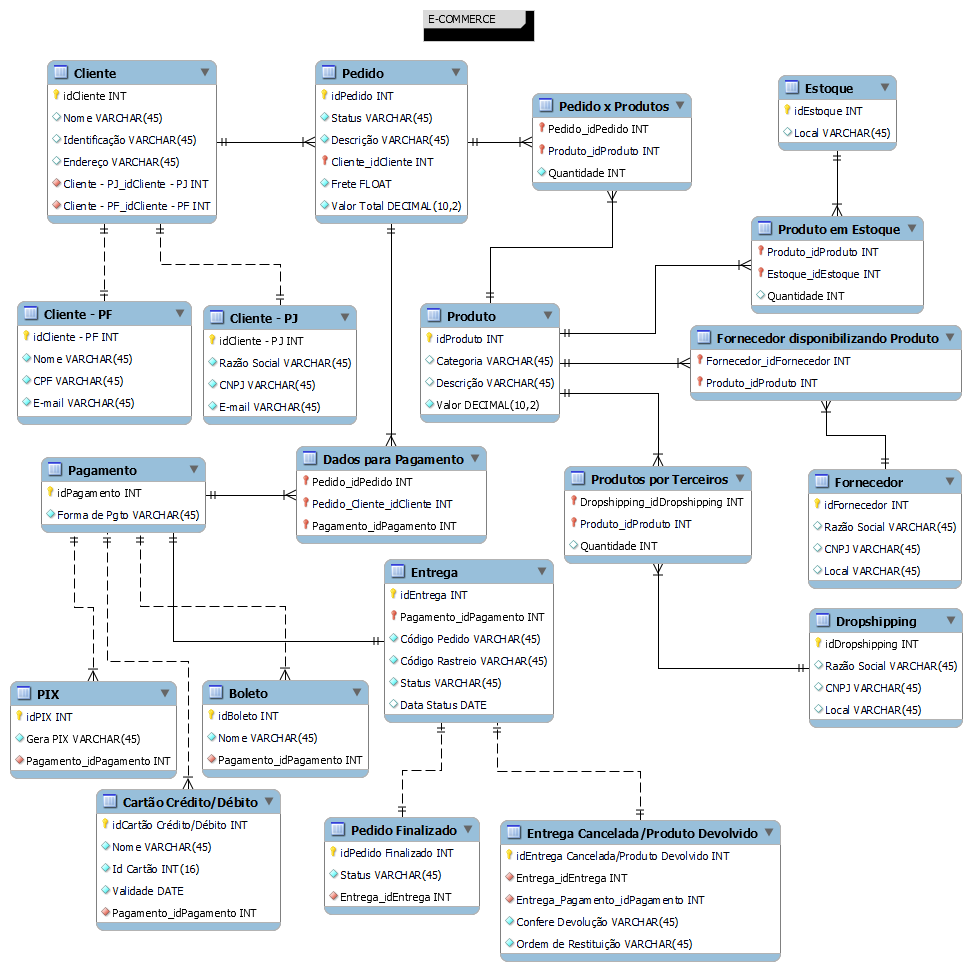 E-COMMERCE
Cliente
idCliente INT
Nome VARCHAR(45)
Identificação VARCHAR(45)
Endereço VARCHAR(45)
Cliente - PJ_idCliente - PJ INT
Cliente - PF_idCliente - PF INT
Pedido
idPedido INT
Status VARCHAR(45)
Descrição VARCHAR(45)
Cliente_idCliente INT
Frete FLOAT
Valor Total DECIMAL(10,2)
Pedido x Produtos
Pedido_idPedido INT
Produto_idProduto INT
Quantidade INT
Estoque
idEstoque INT
Local VARCHAR(45)
Produto em Estoque
Produto_idProduto INT
Estoque_idEstoque INT
Quantidade INT
Cliente - PF
idCliente - PF INT
Nome VARCHAR(45)
CPF VARCHAR(45)
E-mail VARCHAR(45)
Cliente - PJ
idCliente - PJ INT
Razão Social VARCHAR(45)
CNPJ VARCHAR(45)
E-mail VARCHAR(45)
Produto
idProduto INT
Categoria VARCHAR(45)
Descrição VARCHAR(45)
Valor DECIMAL(10,2)
Fornecedor disponibilizando Produto
Fornecedor_idFornecedor INT
Produto_idProduto INT
Pagamento
idPagamento INT
Forma de Pgto VARCHAR(45)
Dados para Pagamento
Pedido_idPedido INT
Pedido_Cliente_idCliente INT
Pagamento_idPagamento INT
Produtos por Terceiros
Dropshipping_idDropshipping INT
Produto_idProduto INT
Quantidade INT
Fornecedor
idFornecedor INT
Razão Social VARCHAR(45)
CNPJ VARCHAR(45)
Local VARCHAR(45)
Entrega
idEntrega INT
Pagamento_idPagamento INT
Código Pedido VARCHAR(45)
Código Rastreio VARCHAR(45)
Status VARCHAR(45)
Data Status DATE
Dropshipping
idDropshipping INT
Razão Social VARCHAR(45)
CNPJ VARCHAR(45)
Local VARCHAR(45)
PIX
idPIX INT
Gera PIX VARCHAR(45)
Pagamento_idPagamento INT
Boleto
idBoleto INT
Nome VARCHAR(45)
Pagamento_idPagamento INT
Cartão Crédito/Débito
idCartão Crédito/Débito INT
Nome VARCHAR(45)
Id Cartão INT(16)
Validade DATE
Pagamento_idPagamento INT
Pedido Finalizado
idPedido Finalizado INT
Status VARCHAR(45)
Entrega_idEntrega INT
Entrega Cancelada/Produto Devolvido
idEntrega Cancelada/Produto Devolvido INT
Entrega_idEntrega INT
Entrega_Pagamento_idPagamento INT
Confere Devolução VARCHAR(45)
Ordem de Restituição VARCHAR(45)